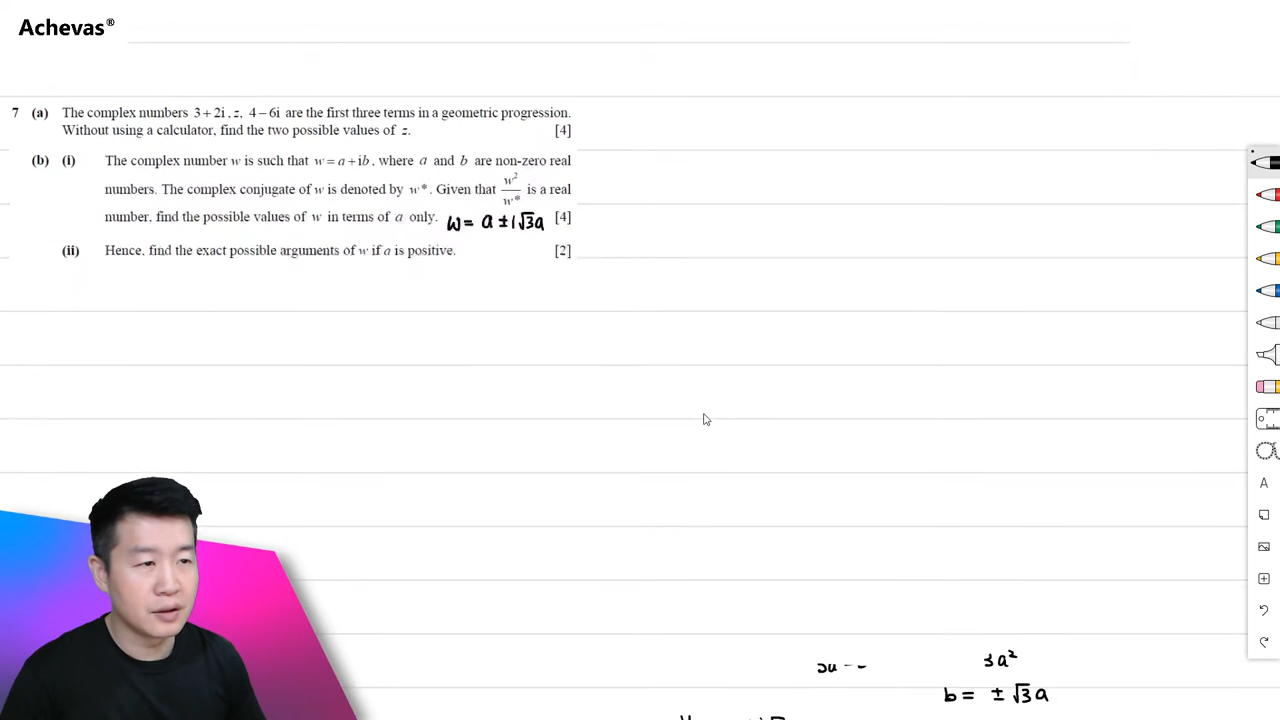 Achevas®
7 (a) The complex numbers 3+2i, z, 4−6i are the first three terms in a geometric progression.
Without using a calculator, find the two possible values of z. [4]
(b) (i) The complex number w is such that w = a+ib, where a and b are non-zero real
numbers. The complex conjugate of w is denoted by w*. Given that w²/w* is a real
number, find the possible values of w in terms of a only. w = a ± i√3a [4]
(ii) Hence, find the exact possible arguments of w if a is positive. [2]
A
3a²
b = ± √3 a